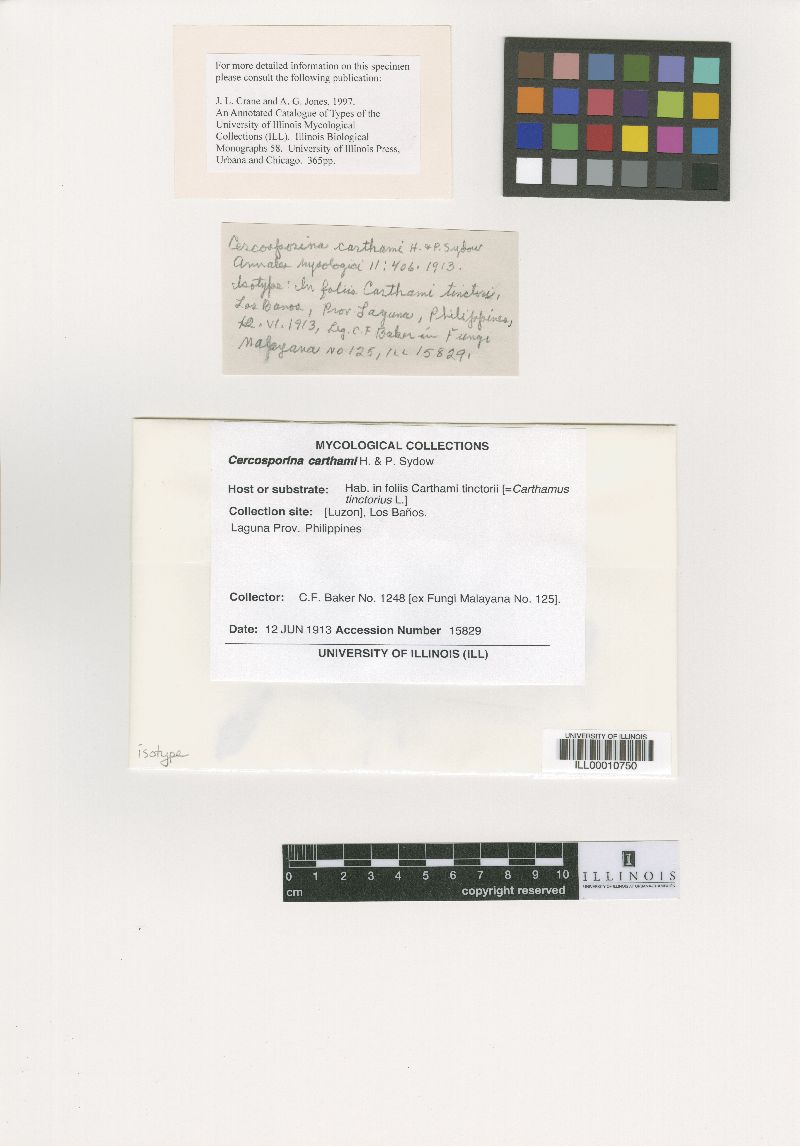 For more detailed information on this specimen
please consult the following publication:
J. L. Crane and A. G. Jones. 1997.
An Annotated Catalogue of Types of the
University of Illinois Mycological
Collections (ILL). Illinois Biological
Monographs 58. University of Illinois Press,
Urbana and Chicago. 365pp.
Cercosporina carthami H. & P. Sydow
Annales Mycologici 11: 406. 1913.
Isotype: In foliis Carthami tinctorii,
Los Banos, Prov Laguna, Philippines,
12. VI. 1913, Leg. C.F. Baker in Fungi
Malayana No 125, ILL 15829.
MYCOLOGICAL COLLECTIONS
Cercosporina carthami H. & P. Sydow
Host or substrate: Hab. in foliis Carthami tinctorii [=Carthamus
tinctorius L.]
Collection site: [Luzon], Los Baños.
Laguna Prov. Philippines
Collector: C.F. Baker No. 1248 [ex Fungi Malayana No. 125].
Date: 12 JUN 1913 Accession Number 15829
UNIVERSITY OF ILLINOIS (ILL)
isotype
UNIVERSITY OF ILLINOIS
ILL00010750
0 1 2 3 4 5 6 7 8 9 10
cm copyright reserved
I
ILLINOIS
UNIVERSITY OF ILLINOIS AT URBANA-CHAMPAIGN